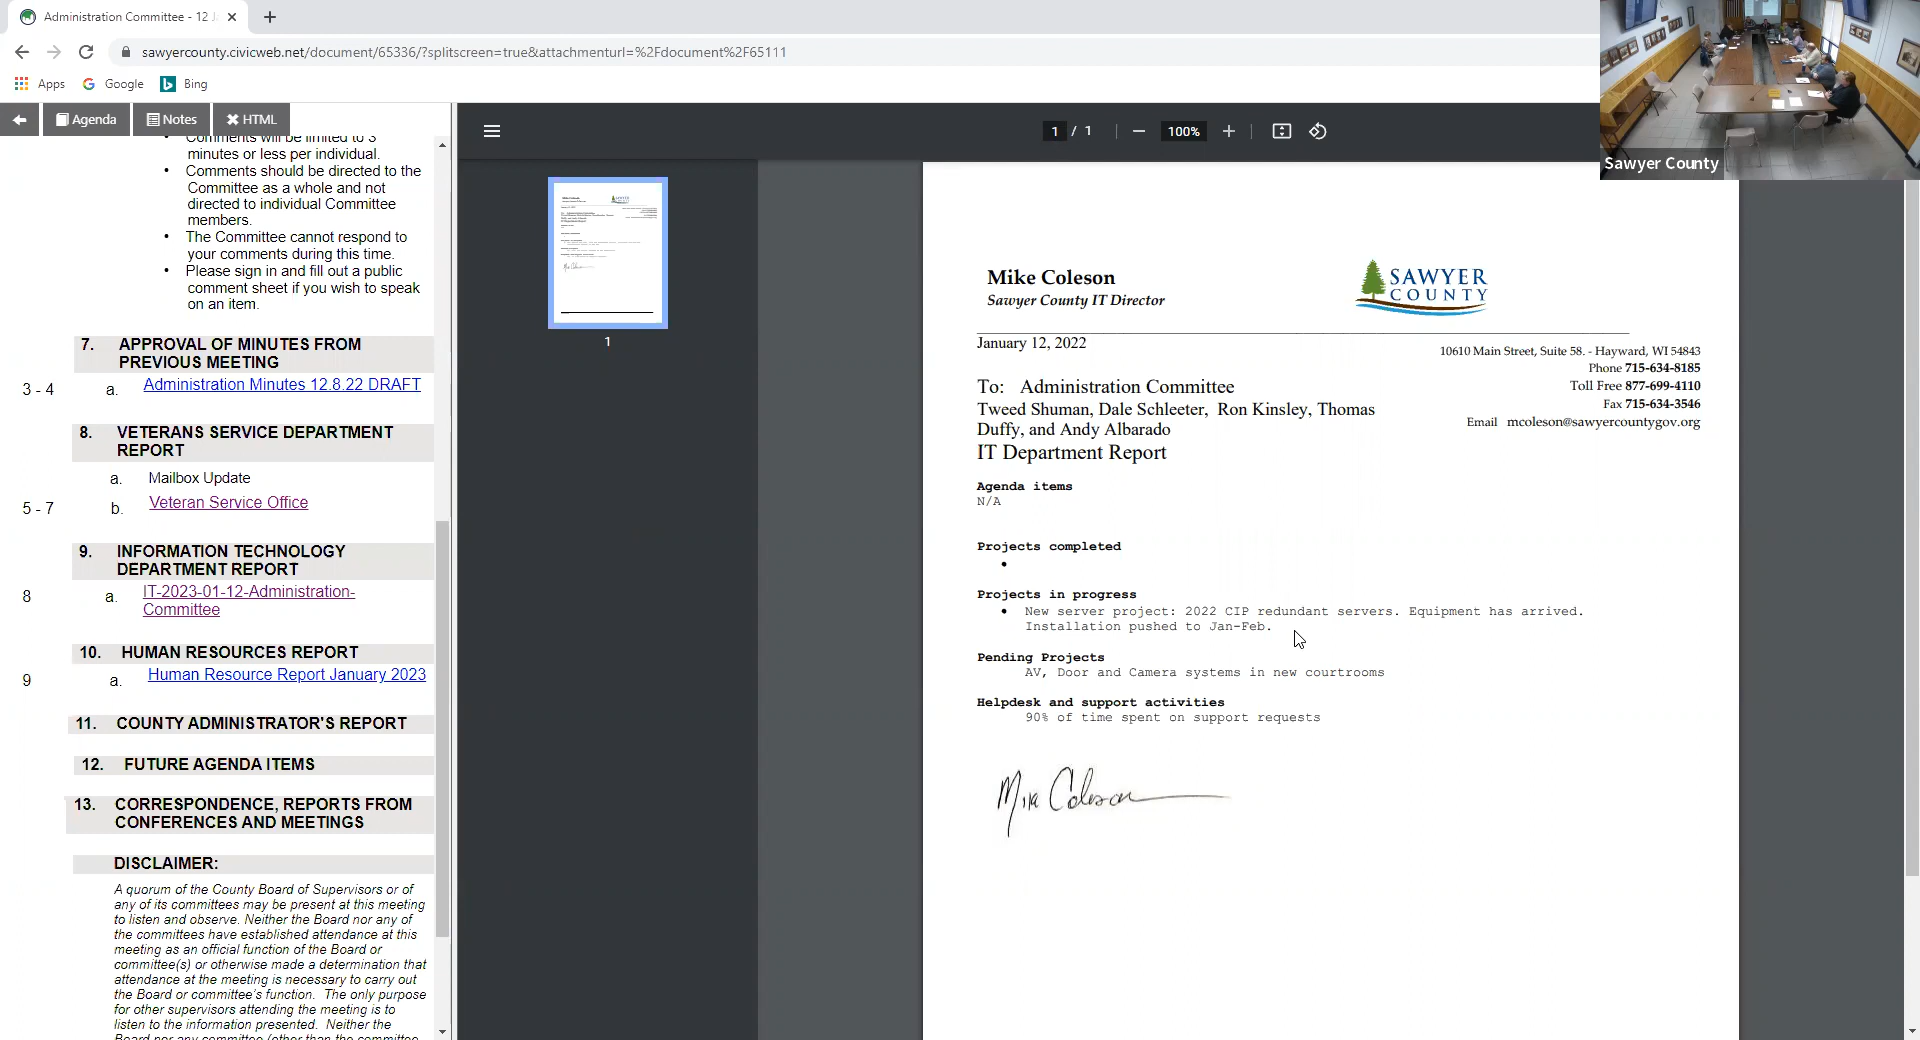 Administration Committee - 12 J
sawyercounty.civicweb.net/document/65336/?splitscreen=true&attachmenturl=%2Fdocument%2F65111
Apps
Google
Bing
Agenda
Notes
HTML
Comments will be limited to 3
minutes or less per individual.
• Comments should be directed to the
Committee as a whole and not
directed to individual Committee
members.
• The Committee cannot respond to
your comments during this time.
• Please sign in and fill out a public
comment sheet if you wish to speak
on an item.
7. APPROVAL OF MINUTES FROM
PREVIOUS MEETING
3 - 4 a. Administration Minutes 12.8.22 DRAFT
8. VETERANS SERVICE DEPARTMENT
REPORT
a. Mailbox Update
5 - 7 b. Veteran Service Office
9. INFORMATION TECHNOLOGY
DEPARTMENT REPORT
8 a. IT-2023-01-12-Administration-
Committee
10. HUMAN RESOURCES REPORT
9 a. Human Resource Report January 2023
11. COUNTY ADMINISTRATOR'S REPORT
12. FUTURE AGENDA ITEMS
13. CORRESPONDENCE, REPORTS FROM
CONFERENCES AND MEETINGS
DISCLAIMER:
A quorum of the County Board of Supervisors or of
any of its committees may be present at this meeting
to listen and observe. Neither the Board nor any of
the committees have established attendance at this
meeting as an official function of the Board or
committee(s) or otherwise made a determination that
attendance at the meeting is necessary to carry out
the Board or committee's function. The only purpose
for other supervisors attending the meeting is to
listen to the information presented. Neither the
Board nor any committee (other than the committee
1 / 1
100%
1
Mike Coleson
Sawyer County IT Director
SAWYER
COUNTY
January 12, 2022
10610 Main Street, Suite 58. - Hayward, WI 54843
Phone 715-634-8185
Toll Free 877-699-4110
Fax 715-634-3546
Email mcoleson@sawyercountygov.org
To: Administration Committee
Tweed Shuman, Dale Schleeter, Ron Kinsley, Thomas
Duffy, and Andy Albarado
IT Department Report
Agenda items
N/A
Projects completed
•
Projects in progress
• New server project: 2022 CIP redundant servers. Equipment has arrived.
Installation pushed to Jan-Feb.
Pending Projects
AV, Door and Camera systems in new courtrooms
Helpdesk and support activities
90% of time spent on support requests
Mike Coleson
Sawyer County